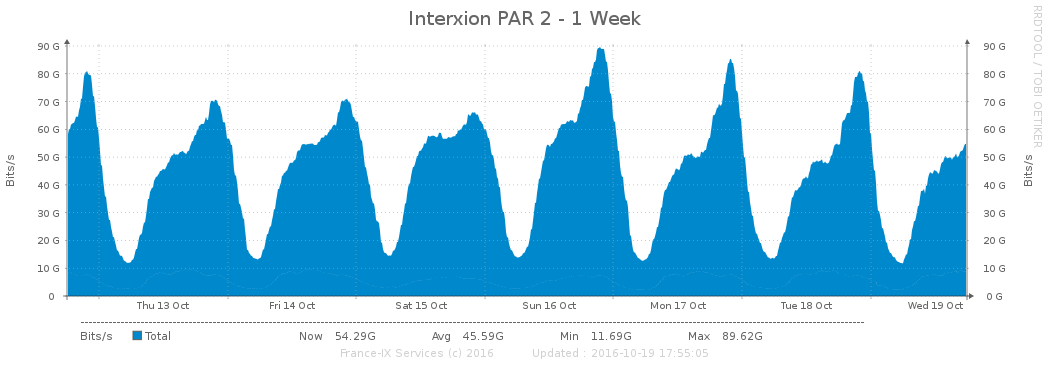 Interxion PAR 2 - 1 Week
RRDTOOL / TOBI OETIKER
Bits/s
90 G
80 G
70 G
60 G
50 G
40 G
30 G
20 G
10 G
0
90 G
80 G
70 G
60 G
50 G
40 G
30 G
20 G
10 G
0 G
Bits/s
Thu 13 Oct Fri 14 Oct Sat 15 Oct Sun 16 Oct Mon 17 Oct Tue 18 Oct Wed 19 Oct
Bits/s Total Now 54.29G Avg 45.59G Min 11.69G Max 89.62G
France-IX Services (c) 2016 Updated : 2016-10-19 17:55:05